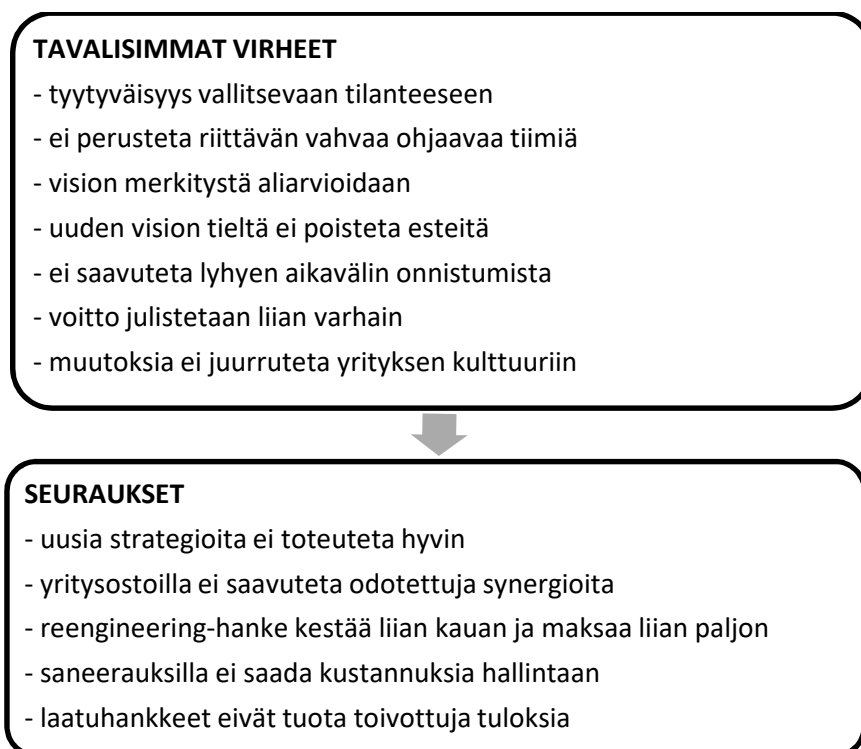 TAVALISIMMAT VIRHEET
- tyytyväisyys vallitsevaan tilanteeseen
- ei perusteta riittävän vahvaa ohjaavaa tiimiä
- vision merkitystä aliarvioidaan
- uuden vision tieltä ei poisteta esteitä
- ei saavuteta lyhyen aikavälin onnistumista
- voitto julistetaan liian varhain
- muutoksia ei juurruteta yrityksen kulttuuriin
SEURAUKSET
- uusia strategioita ei toteuteta hyvin
- yritysostoilla ei saavuteta odotettuja synergioita
- reengineering-hanke kestää liian kauan ja maksaa liian paljon
- saneerauksilla ei saada kustannuksia hallintaan
- laatuhankkeet eivät tuota toivottuja tuloksia